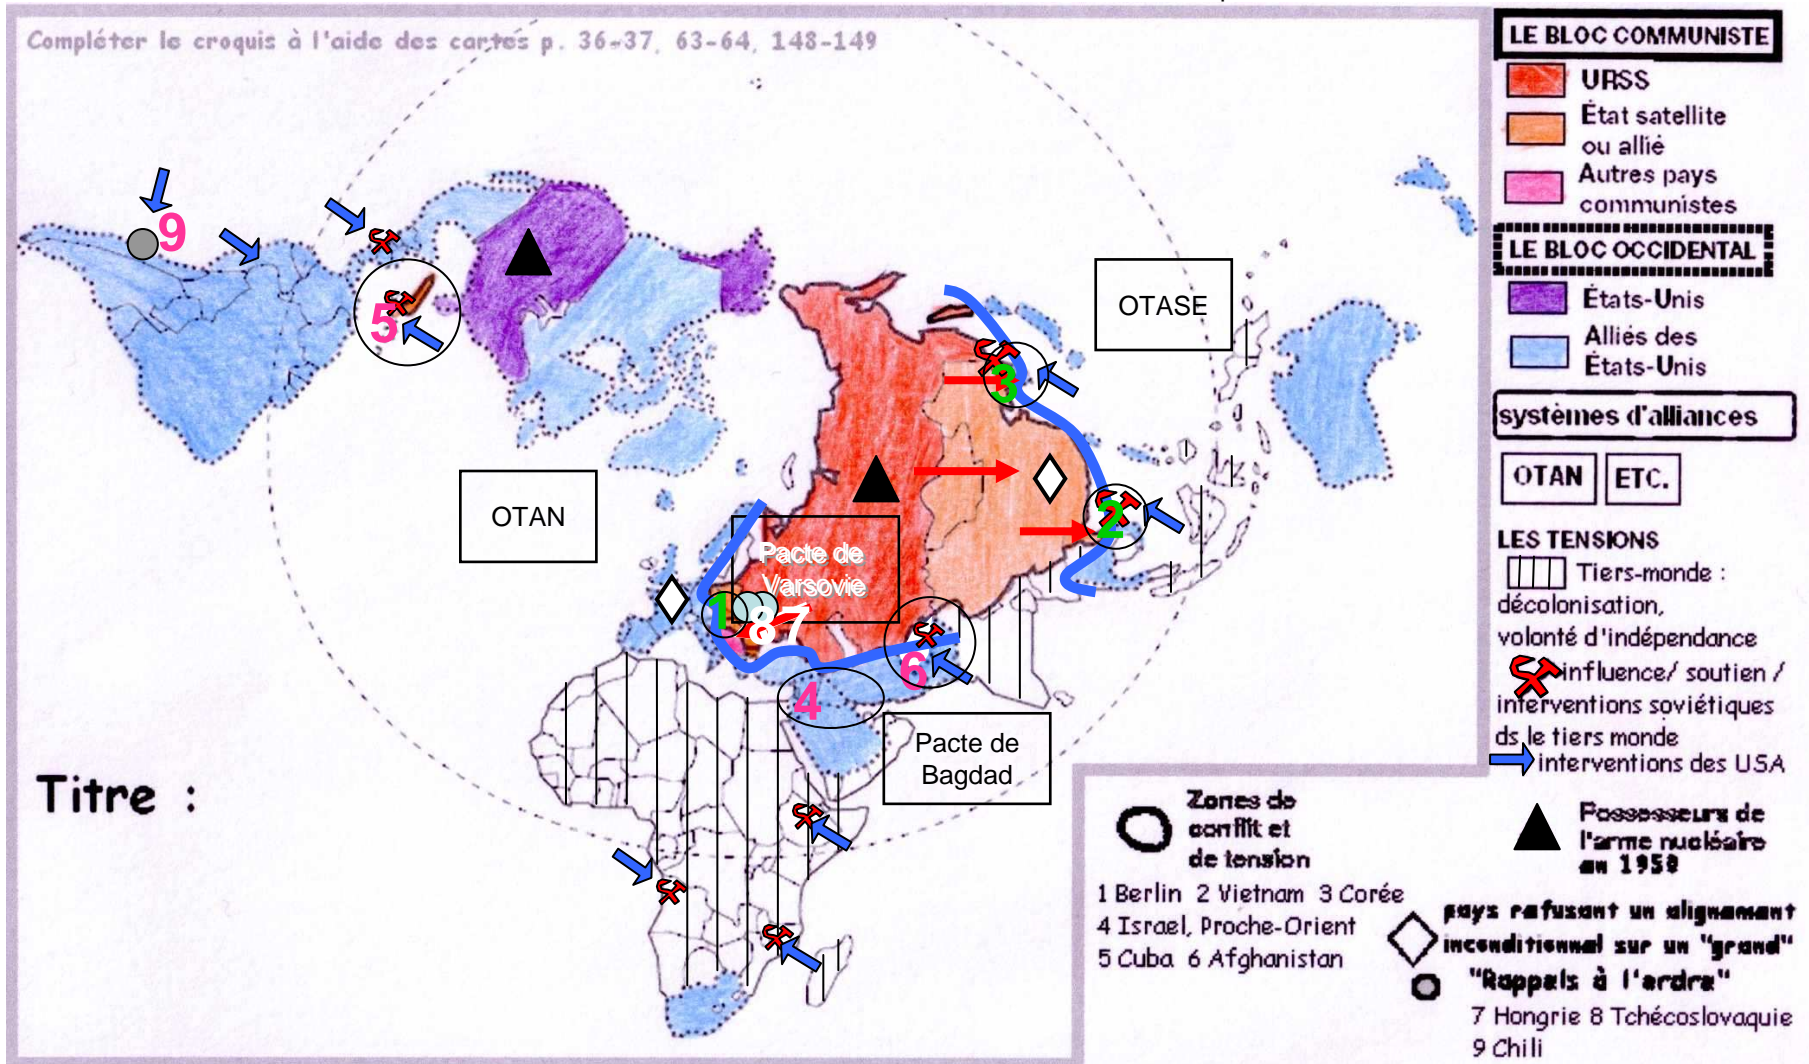 Compléter le croquis à l'aide des cartes p. 36-37, 63-64, 148-149
9
5
OTASE
3
OTAN
2
Pacte de
Varsovie
1
8 7
6
4
Pacte de
Bagdad
Titre :
LE BLOC COMMUNISTE
URSS
État satellite
ou allié
Autres pays
communistes
LE BLOC OCCIDENTAL
États-Unis
Alliés des
États-Unis
systèmes d'alliances
OTAN
ETC.
LES TENSIONS
Tiers-monde :
décolonisation,
volonté d'indépendance
influence/ soutien /
interventions soviétiques
ds le tiers monde
interventions des USA
Zones de
conflit et
de tension
1 Berlin 2 Vietnam 3 Corée
4 Israel, Proche-Orient
5 Cuba 6 Afghanistan
Possesseurs de
l'arme nucléaire
en 1958
pays refusant un alignement
inconditionnel sur un "grand"
"Rappels à l'ordre"
7 Hongrie 8 Tchécoslovaquie
9 Chili